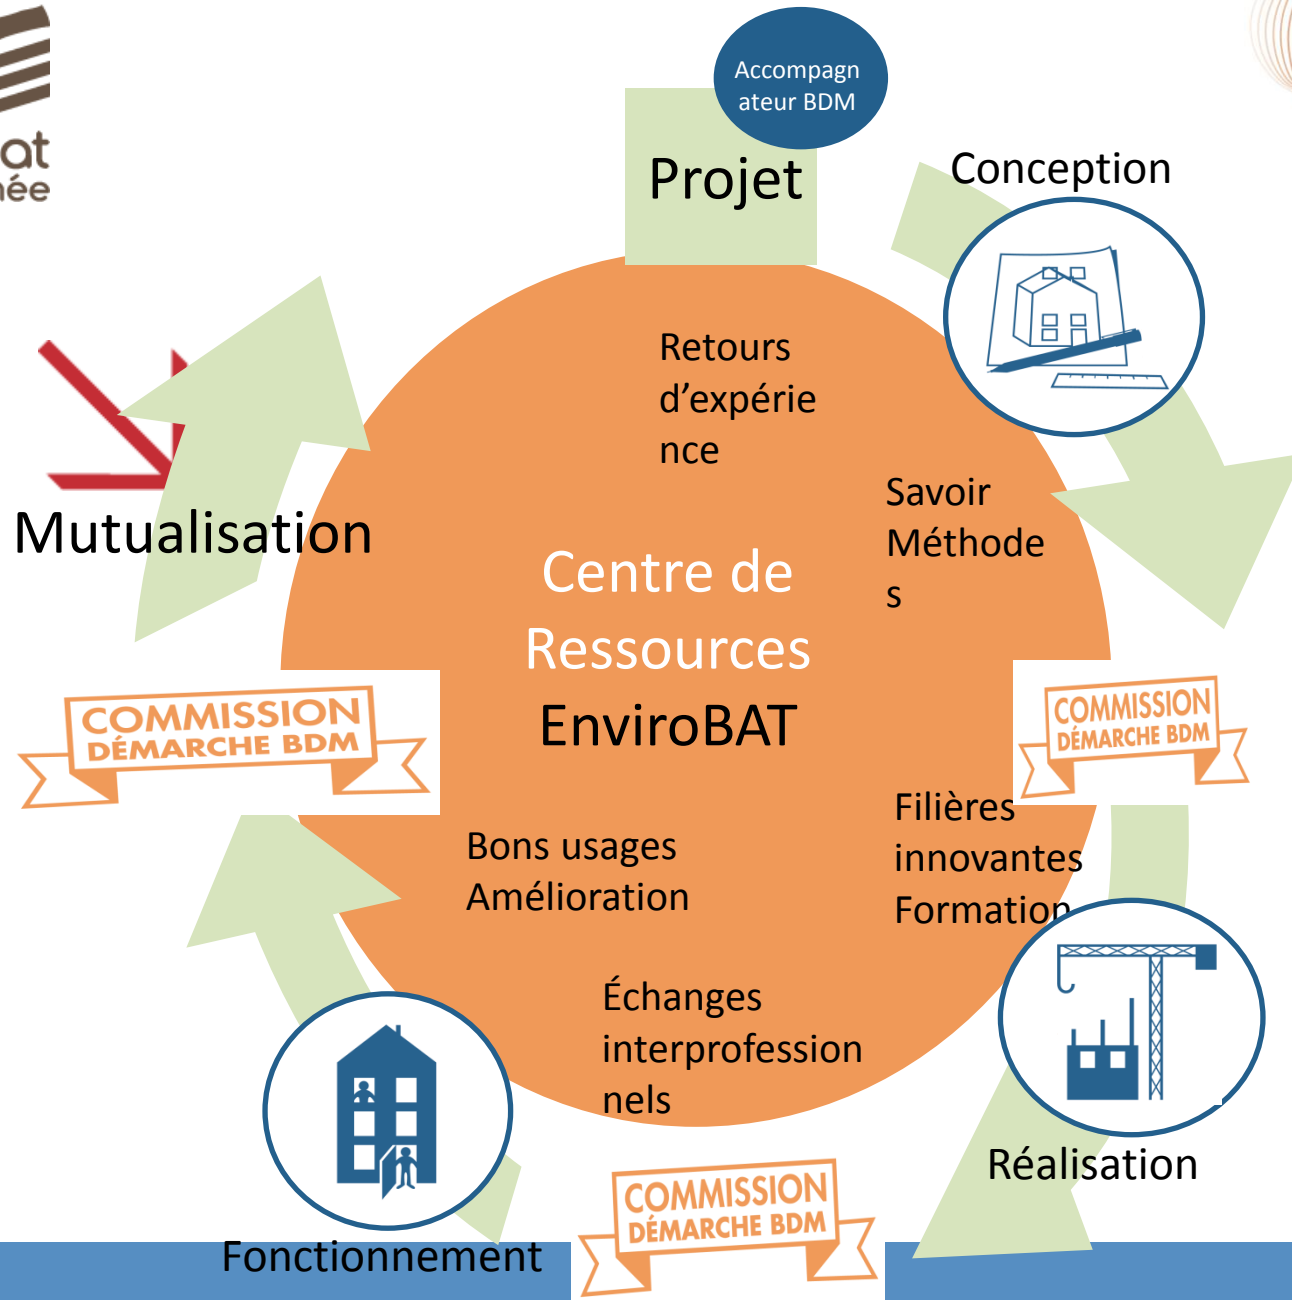 Accompagn
ateur BDM
Projet
Conception
Retours
d’expérie
nce
Savoir
Méthode
s
Mutualisation
Centre de
Ressources
EnviroBAT
COMMISSION
DÉMARCHE BDM
COMMISSION
DÉMARCHE BDM
Filières
innovantes
Formation
Bons usages
Amélioration
Échanges
interprofession
nels
Réalisation
COMMISSION
DÉMARCHE BDM
Fonctionnement